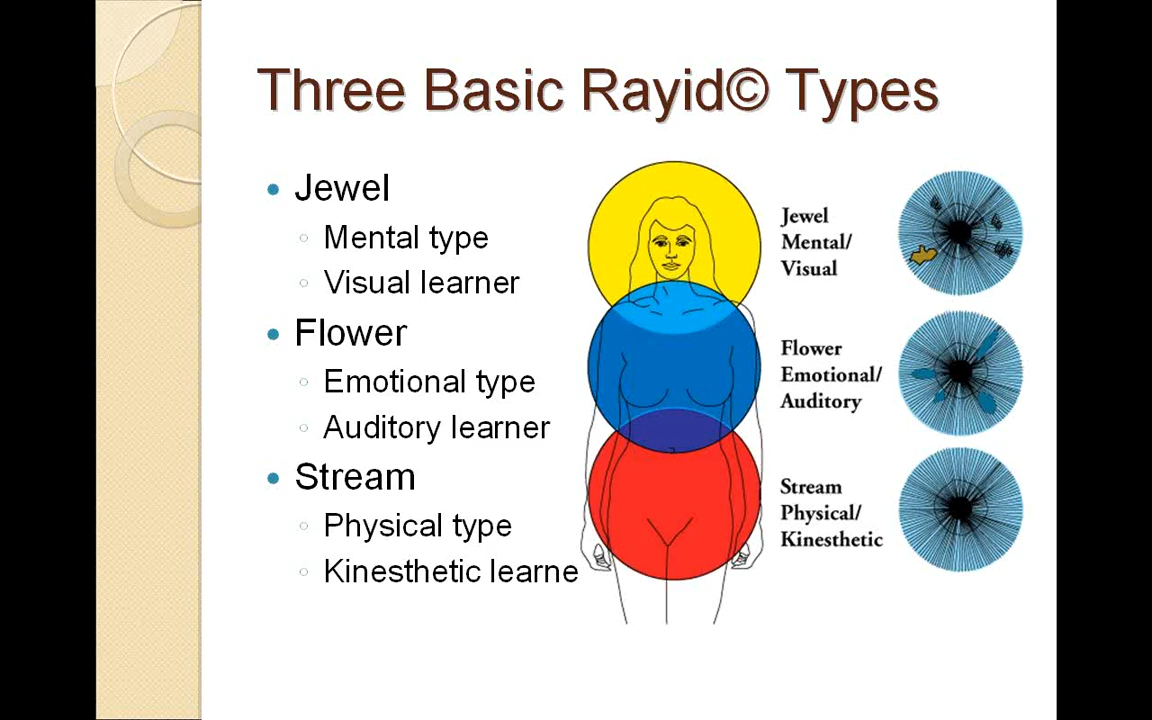 Three Basic Rayid© Types
Jewel
Mental type
Visual learner
Flower
Emotional type
Auditory learner
Stream
Physical type
Kinesthetic learne
Jewel
Mental/
Visual
Flower
Emotional/
Auditory
Stream
Physical/
Kinesthetic